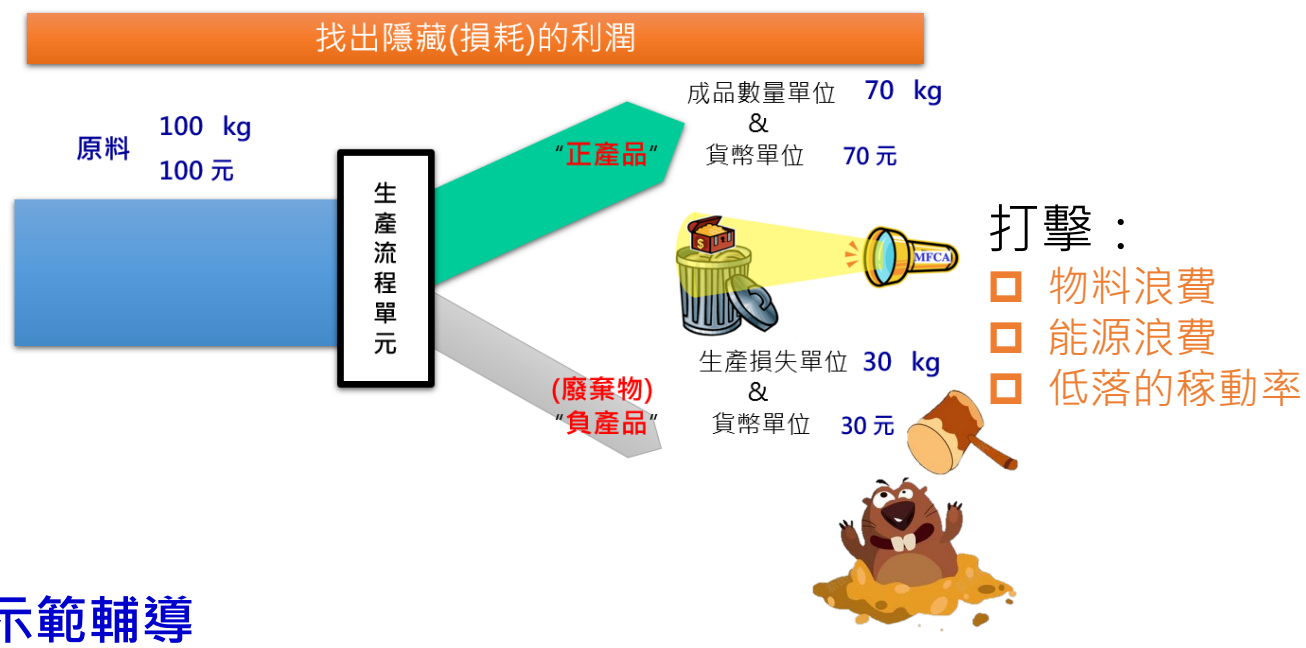 找出隱藏(損耗)的利潤
原料
100 kg
100 元
生產流程單元
"正產品"
成品數量單位 70 kg
&
貨幣單位 70 元
$
MFCA
(廢棄物)
"負產品"
生產損失單位 30 kg
&
貨幣單位 30 元
打擊：
物料浪費
能源浪費
低落的稼動率
示範輔導